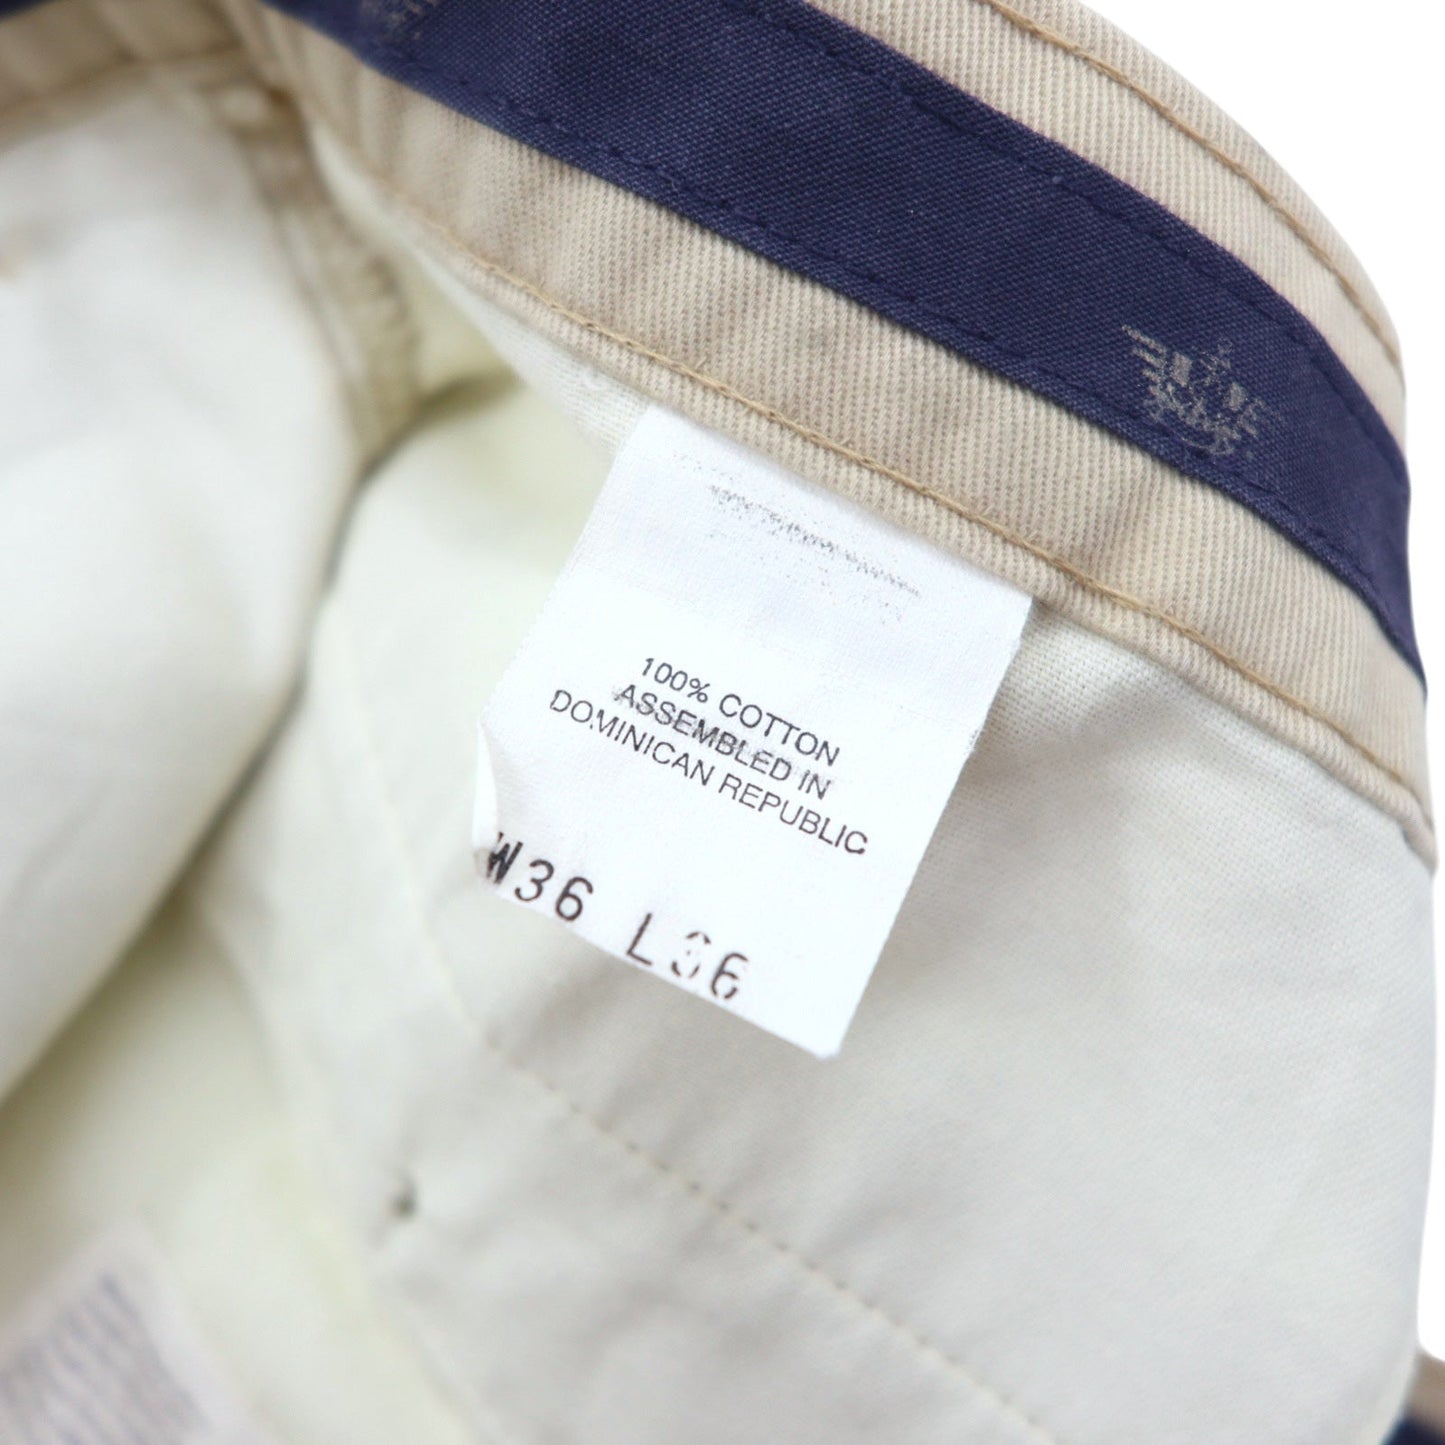 100% COTTON
ASSEMBLED IN
DOMINICAN REPUBLIC
W36 L36